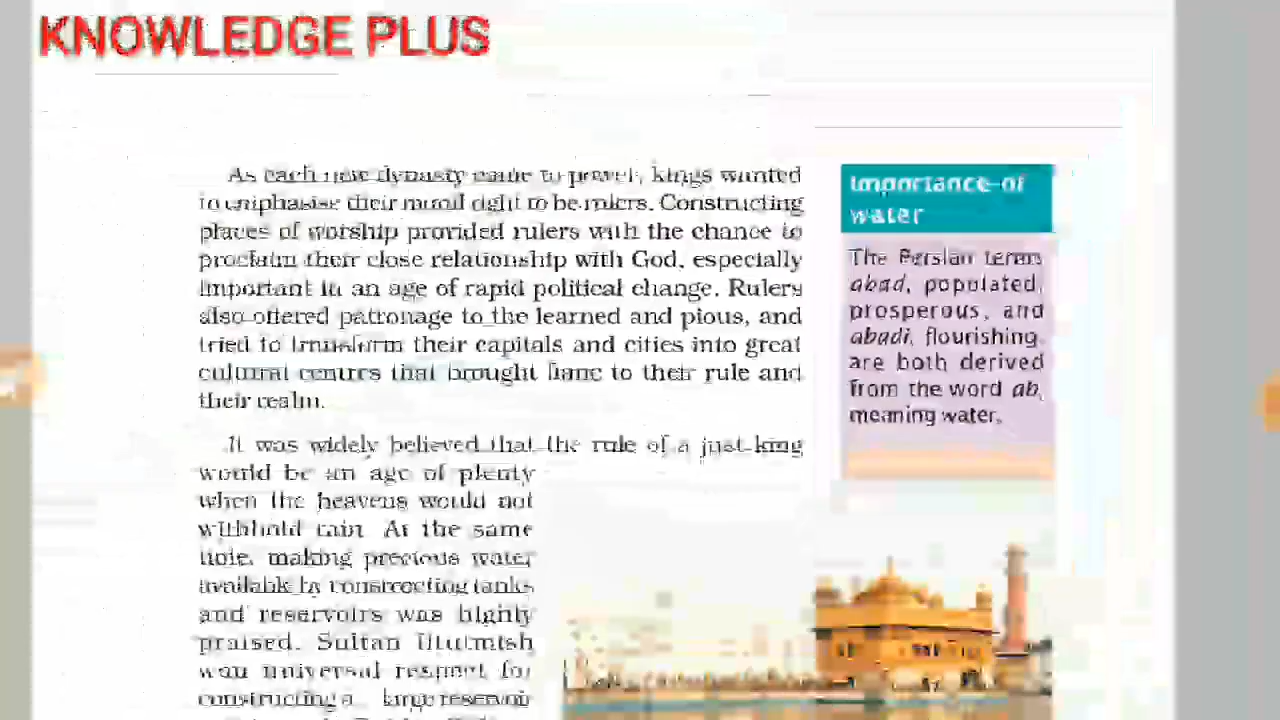 KNOWLEDGE PLUS
As each new dynasty came to power, kings wanted
to emphasise their moral right to be rulers. Constructing
places of worship provided rulers with the chance to
proclaim their close relationship with God, especially
important in an age of rapid political change. Rulers
also offered patronage to the learned and pious, and
tried to transform their capitals and cities into great
cultural centres that brought fame to their rule and
their realm.
It was widely believed that the rule of a just king
would be an age of plenty
when the heavens would not
withhold rain. At the same
time, making precious water
available by constructing tanks
and reservoirs was highly
praised. Sultan Iltutmish
won universal respect for
constructing a large reservoir
Importance of
water
The Persian terms
abad, populated,
prosperous, and
abadi, flourishing,
are both derived
from the word ab,
meaning water.